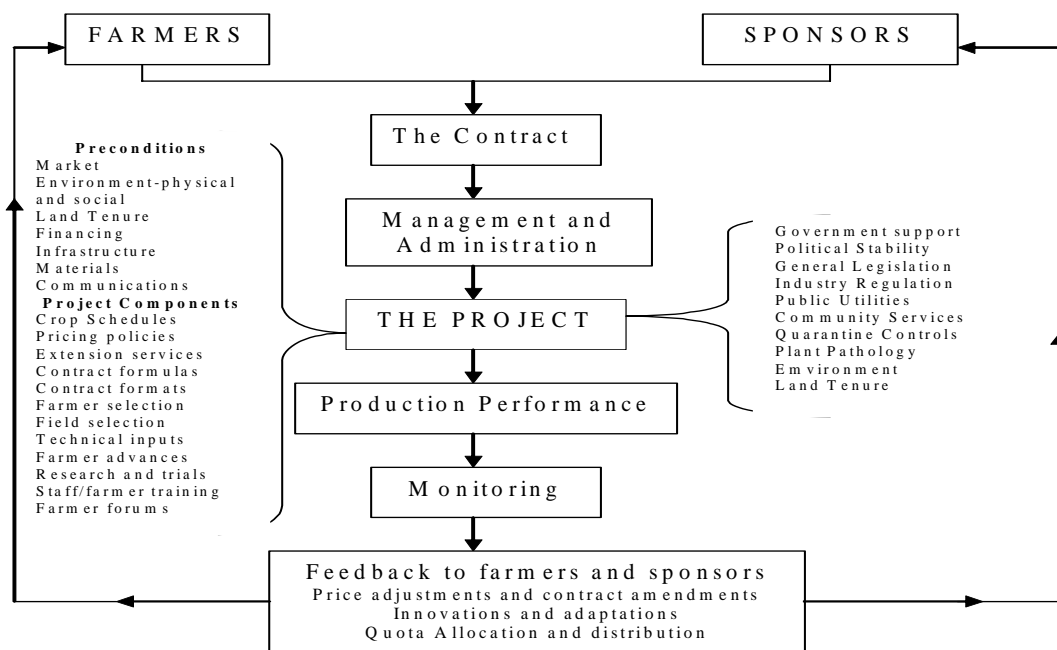 FARMERS
SPONSORS
The Contract
Preconditions
Market
Environment-physical
and social
Land Tenure
Financing
Infrastructure
Materials
Communications
Project Components
Crop Schedules
Pricing policies
Extension services
Contract formulas
Contract formats
Farmer selection
Field selection
Technical inputs
Farmer advances
Research and trials
Staff/farmer training
Farmer forums
Management and
Administration
THE PROJECT
Government support
Political Stability
General Legislation
Industry Regulation
Public Utilities
Community Services
Quarantine Controls
Plant Pathology
Emvironment
Land Tenure
Production Performance
Monitoring
Feedback to farmers and sponsors
Price adjustments and contract amendments
Innovations and adaptations
Quota Allocation and distribution